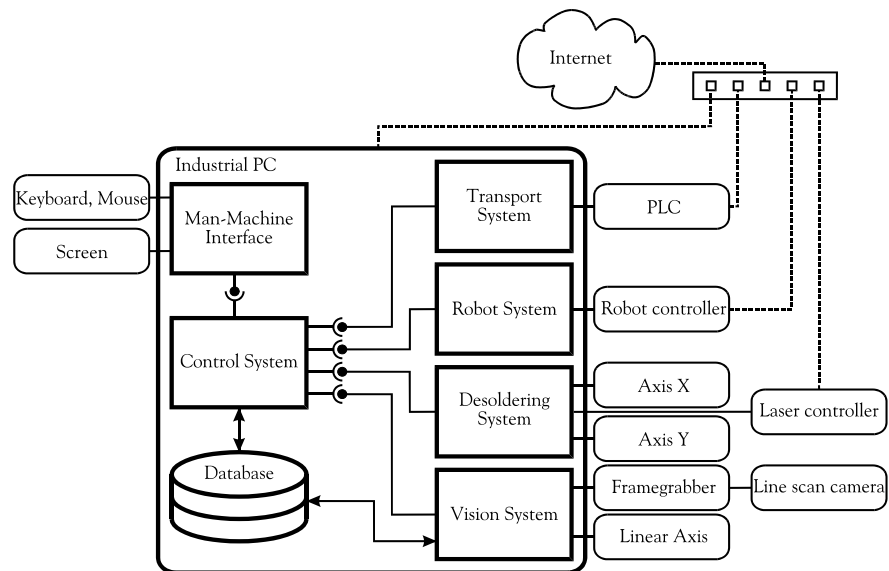 Internet
Industrial PC
Keyboard, Mouse
Man-Machine
Interface
Transport
System
PLC
Screen
Robot System
Robot controller
Control System
Axis X
Desoldering
System
Laser controller
Axis Y
Database
Framegrabber
Line scan camera
Vision System
Linear Axis